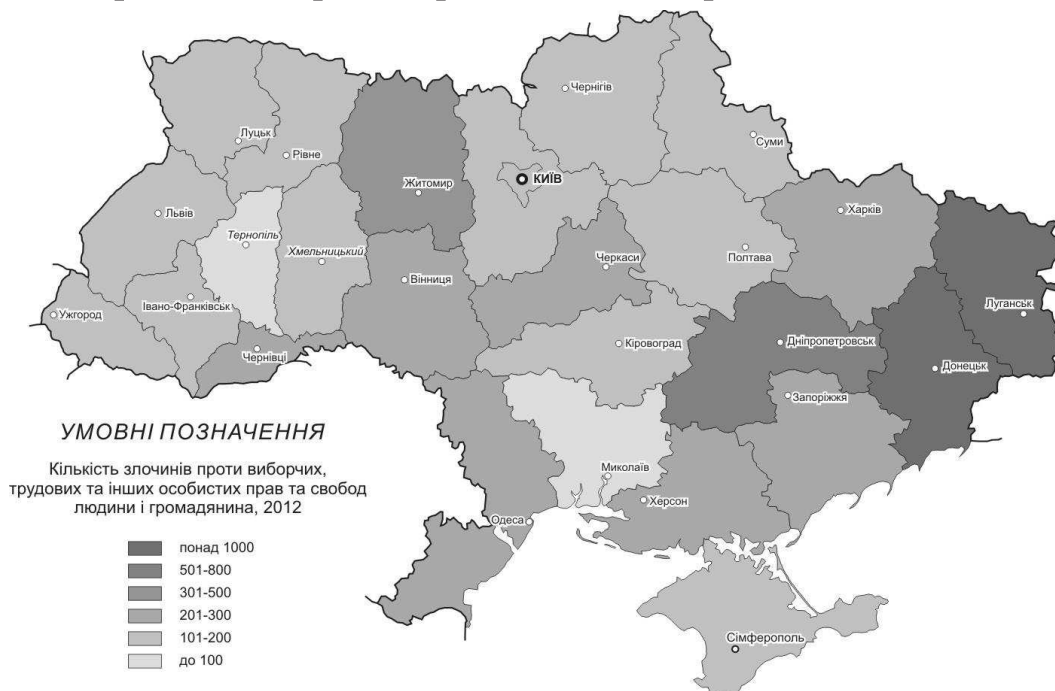 Чернігів
Суми
Луцьк
Рівне
КИЇВ
Житомир
Львів
Харків
Тернопіль
Хмельницький
Черкаси
Полтава
Вінниця
Івано-Франківськ
Ужгород
Луганськ
Кіровоград
Дніпропетровськ
Чернівці
Донецьк
Запоріжжя
УМОВНІ ПОЗНАЧЕННЯ
Кількість злочинів проти виборчих,
трудових та інших особистих прав та свобод
людини і громадянина, 2012
Миколаїв
Херсон
Одеса
понад 1000
501-800
301-500
201-300
101-200
до 100
Сімферополь